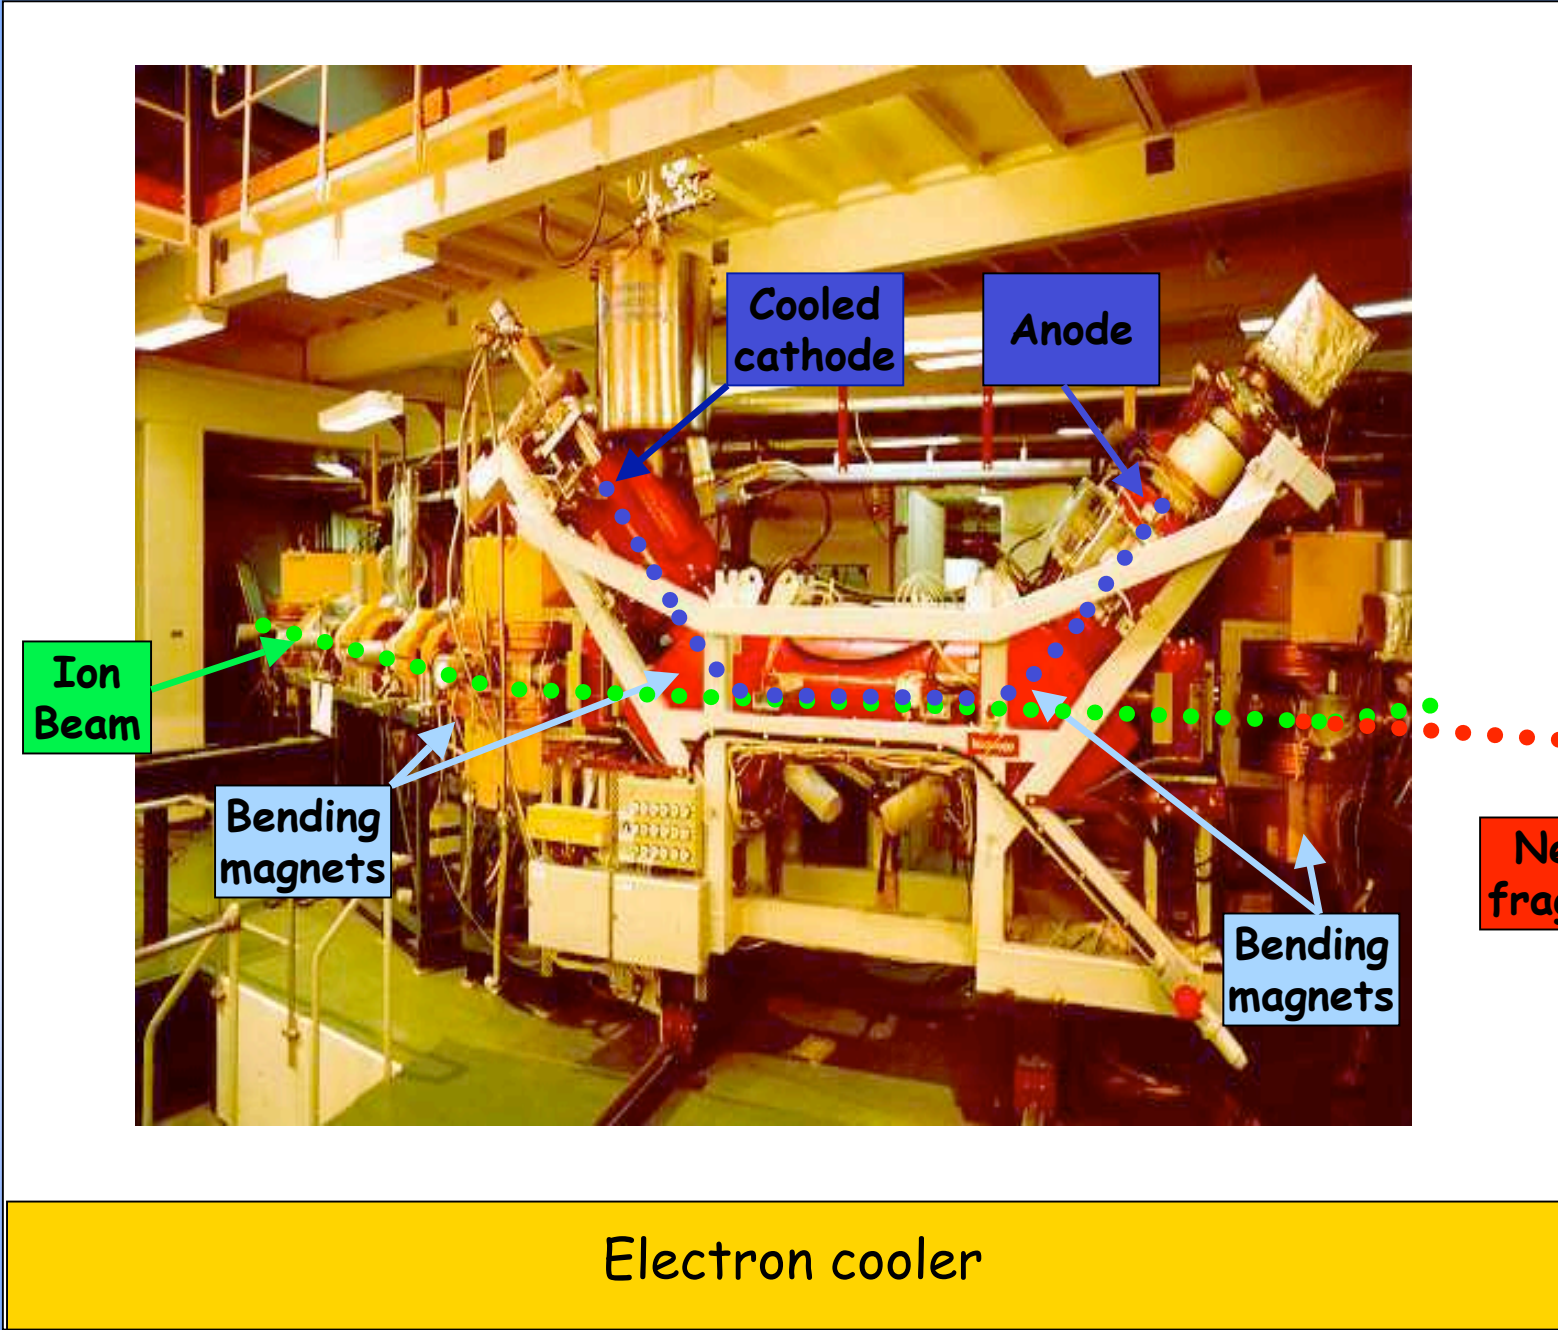 Cooled
cathode
Anode
Ion
Beam
Bending
magnets
Bending
magnets
Electron cooler